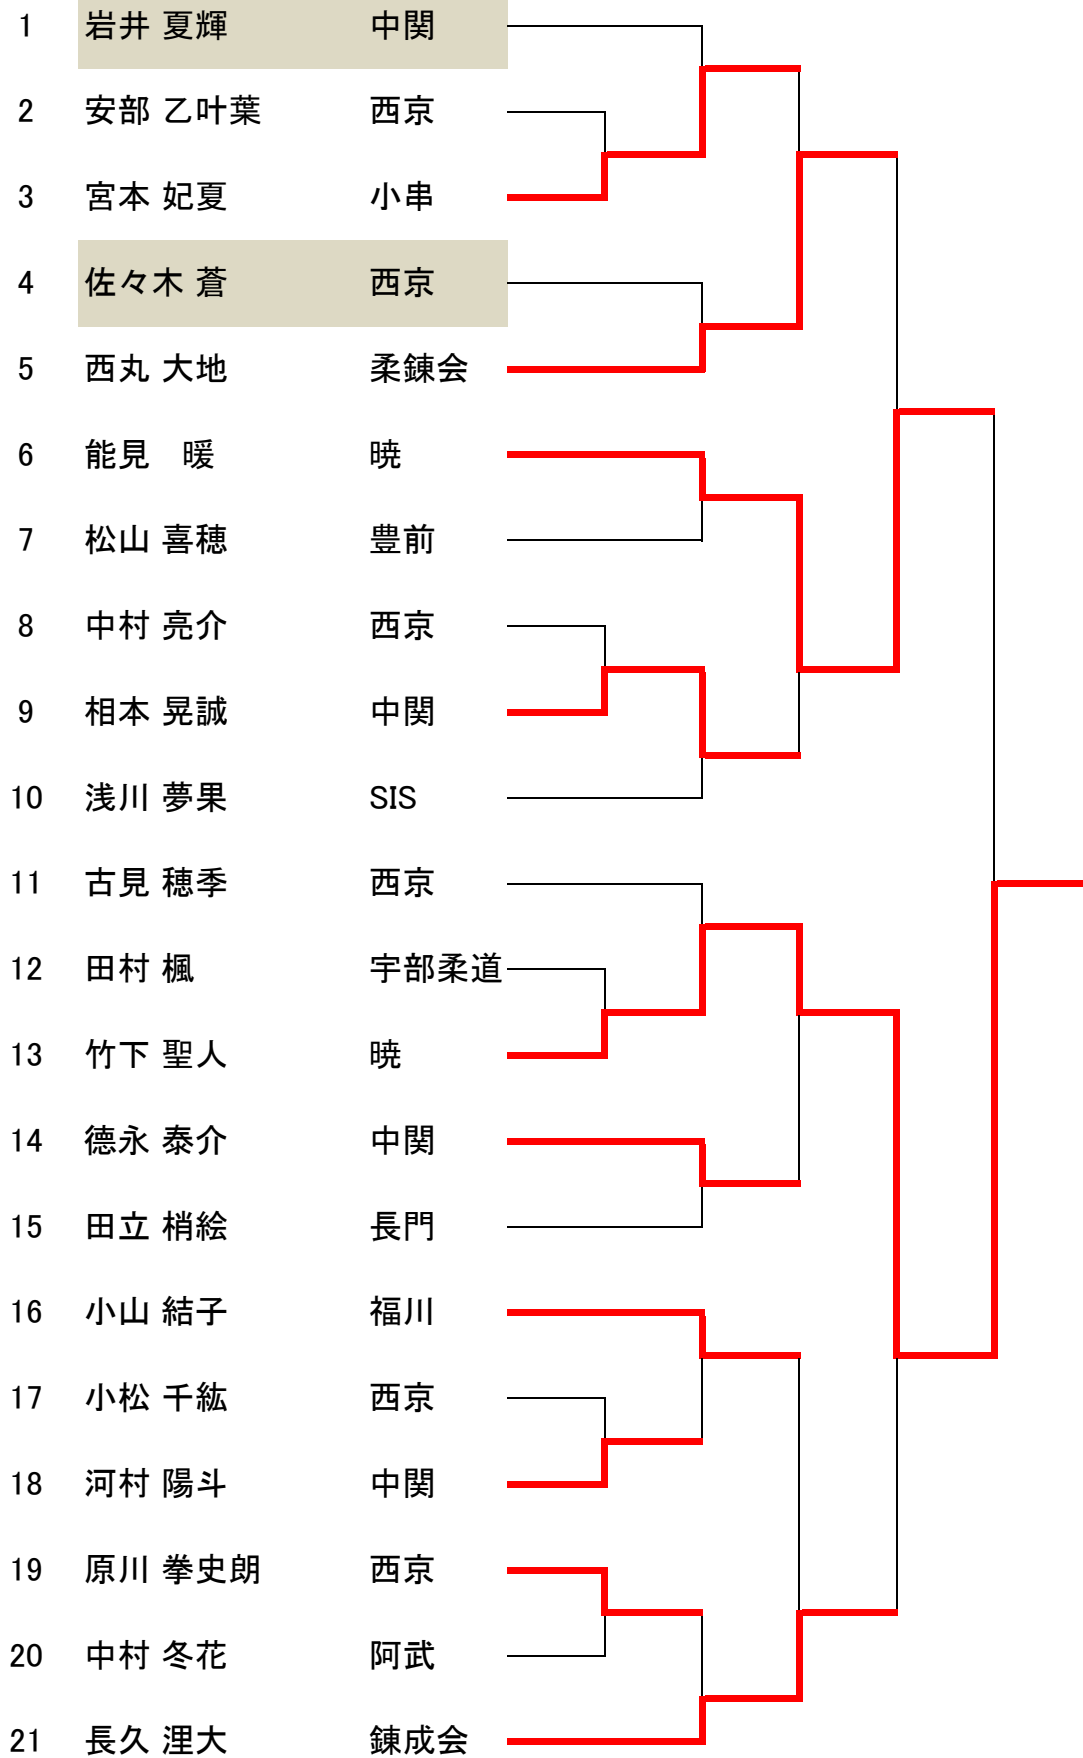 1 岩井 夏輝 中関
2 安部 乙叶葉 西京
3 宮本 妃夏 小串
4 佐々木 蒼 西京
5 西丸 大地 柔錬会
6 能見　暖 暁
7 松山 喜穂 豊前
8 中村 亮介 西京
9 相本 晃誠 中関
10 浅川 夢果 SIS
11 古見 穂季 西京
12 田村 楓 宇部柔道
13 竹下 聖人 暁
14 德永 泰介 中関
15 田立 梢絵 長門
16 小山 結子 福川
17 小松 千紘 西京
18 河村 陽斗 中関
19 原川 拳史朗 西京
20 中村 冬花 阿武
21 長久 浬大 錬成会